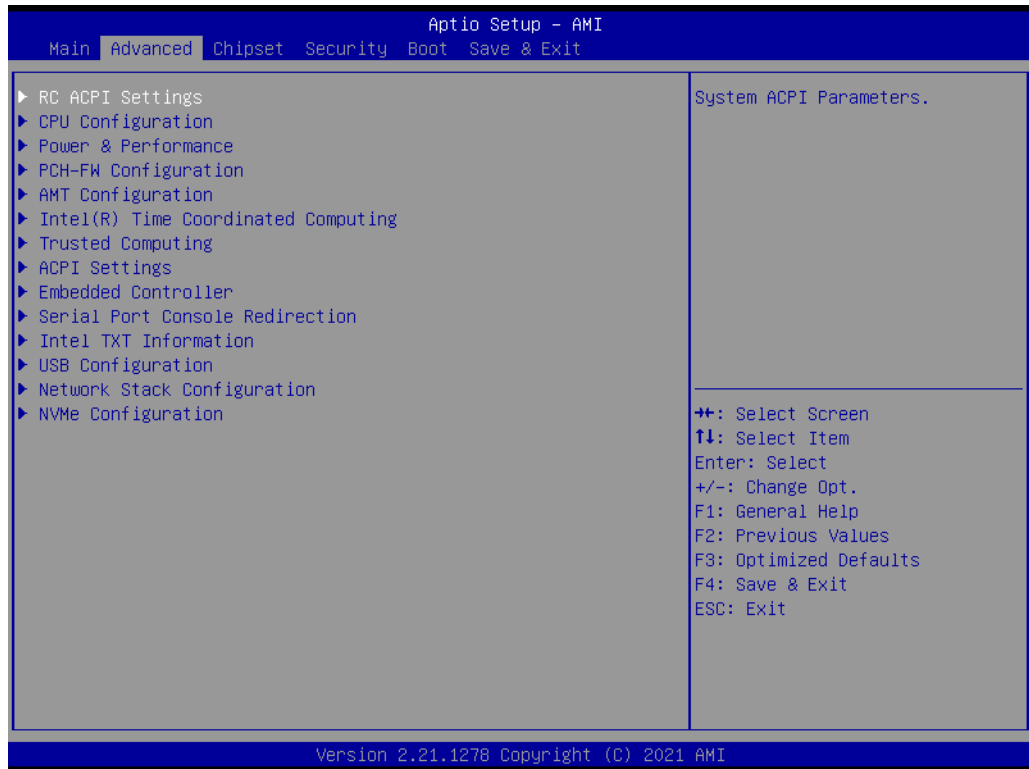 Aptio Setup – AMI
Main Advanced Chipset Security Boot Save & Exit
▶ RC ACPI Settings
▶ CPU Configuration
▶ Power & Performance
▶ PCH-FW Configuration
▶ AMT Configuration
▶ Intel(R) Time Coordinated Computing
▶ Trusted Computing
▶ ACPI Settings
▶ Embedded Controller
▶ Serial Port Console Redirection
▶ Intel TXT Information
▶ USB Configuration
▶ Network Stack Configuration
▶ NVMe Configuration
System ACPI Parameters.
→←: Select Screen
↑↓: Select Item
Enter: Select
+/-: Change Opt.
F1: General Help
F2: Previous Values
F3: Optimized Defaults
F4: Save & Exit
ESC: Exit
Version 2.21.1278 Copyright (C) 2021 AMI